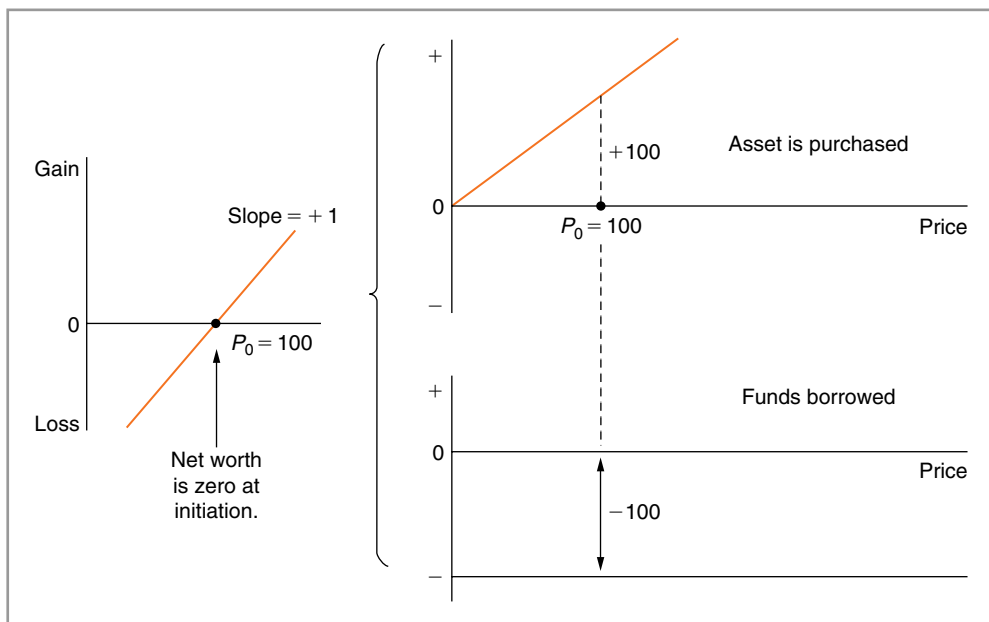 Gain
Slope = + 1
0
P0 = 100
Loss
Net worth
is zero at
initiation.
+
+100
Asset is purchased
0
P0 = 100
Price
−
+
Funds borrowed
0
Price
−100
−